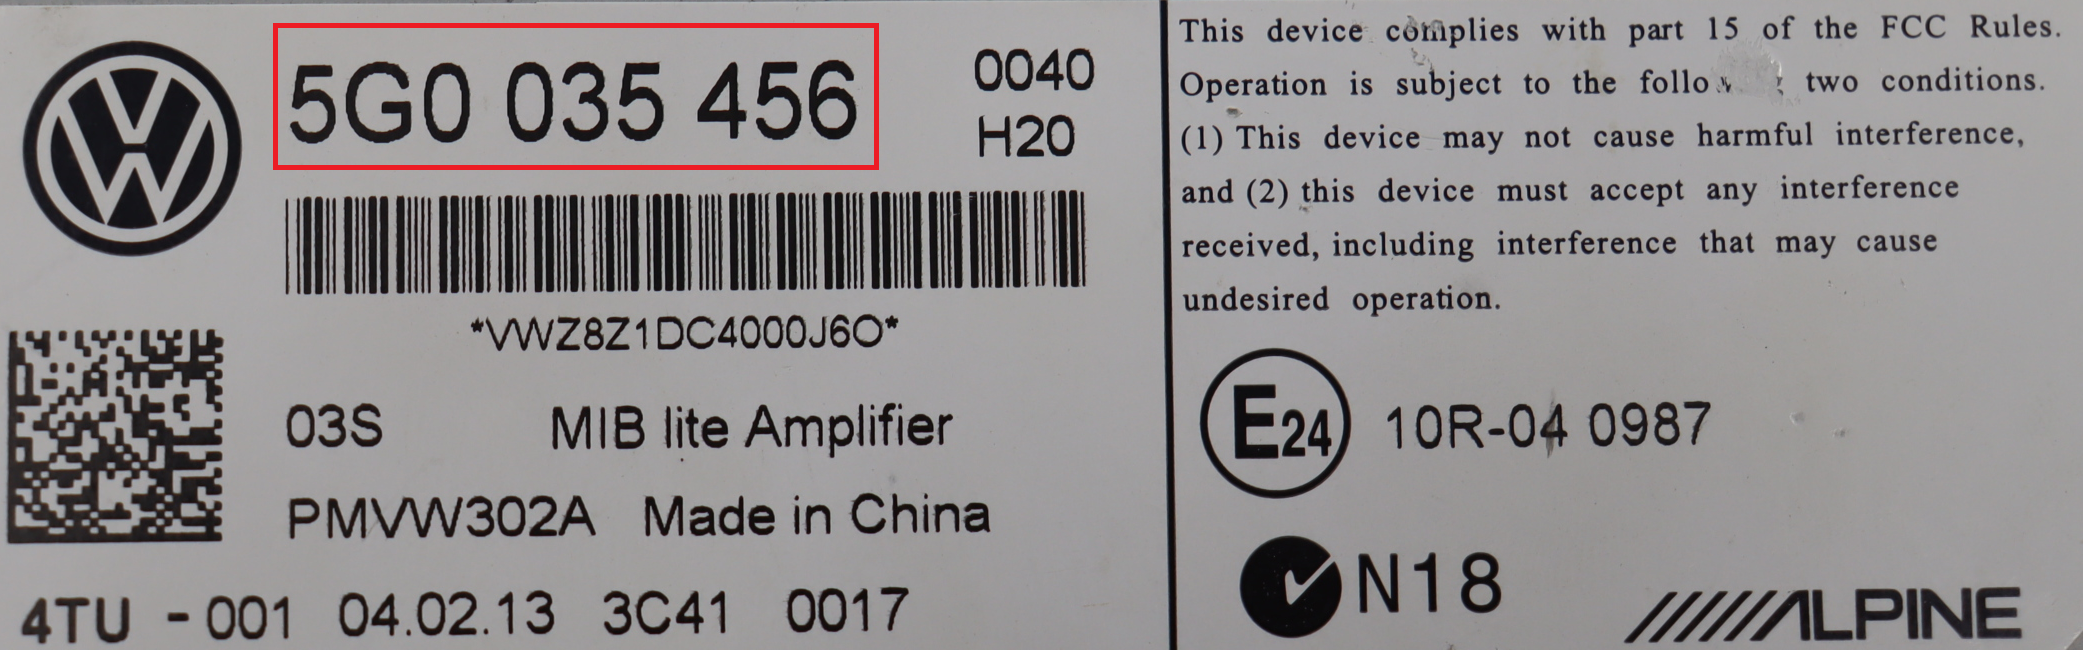 5G0 035 456
0040
H20
*VWZ8Z1DC4000J6O*
03S MIB lite Amplifier
PMVW302A Made in China
4TU - 001 04.02.13 3C41 0017
This device complies with part 15 of the FCC Rules.
Operation is subject to the two conditions.
(1) This device may not cause harmful interference,
and (2) this device must accept any interference
received, including interference that may cause
undesired operation.
E24 10R-04 0987
N18
ALPINE